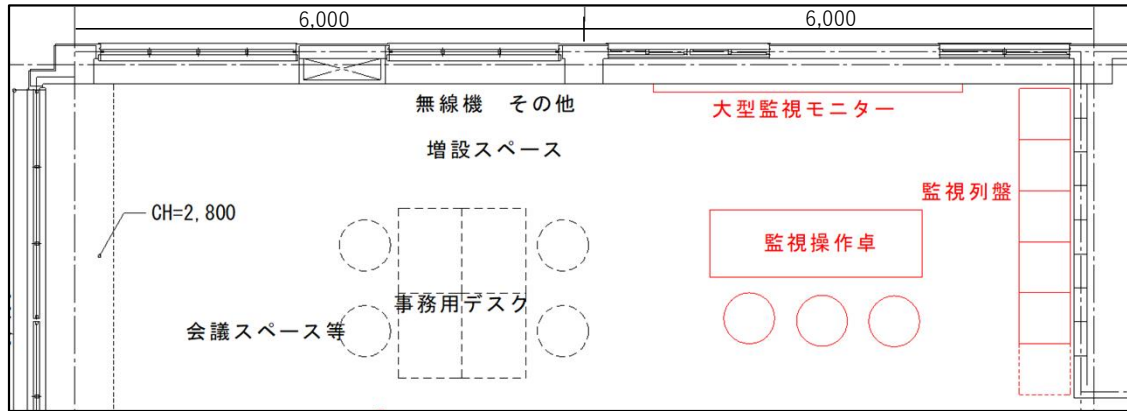 6,000
6,000
無線機　その他
大型監視モニター
増設スペース
監視列盤
CH=2,800
監視操作卓
事務用デスク
会議スペース等